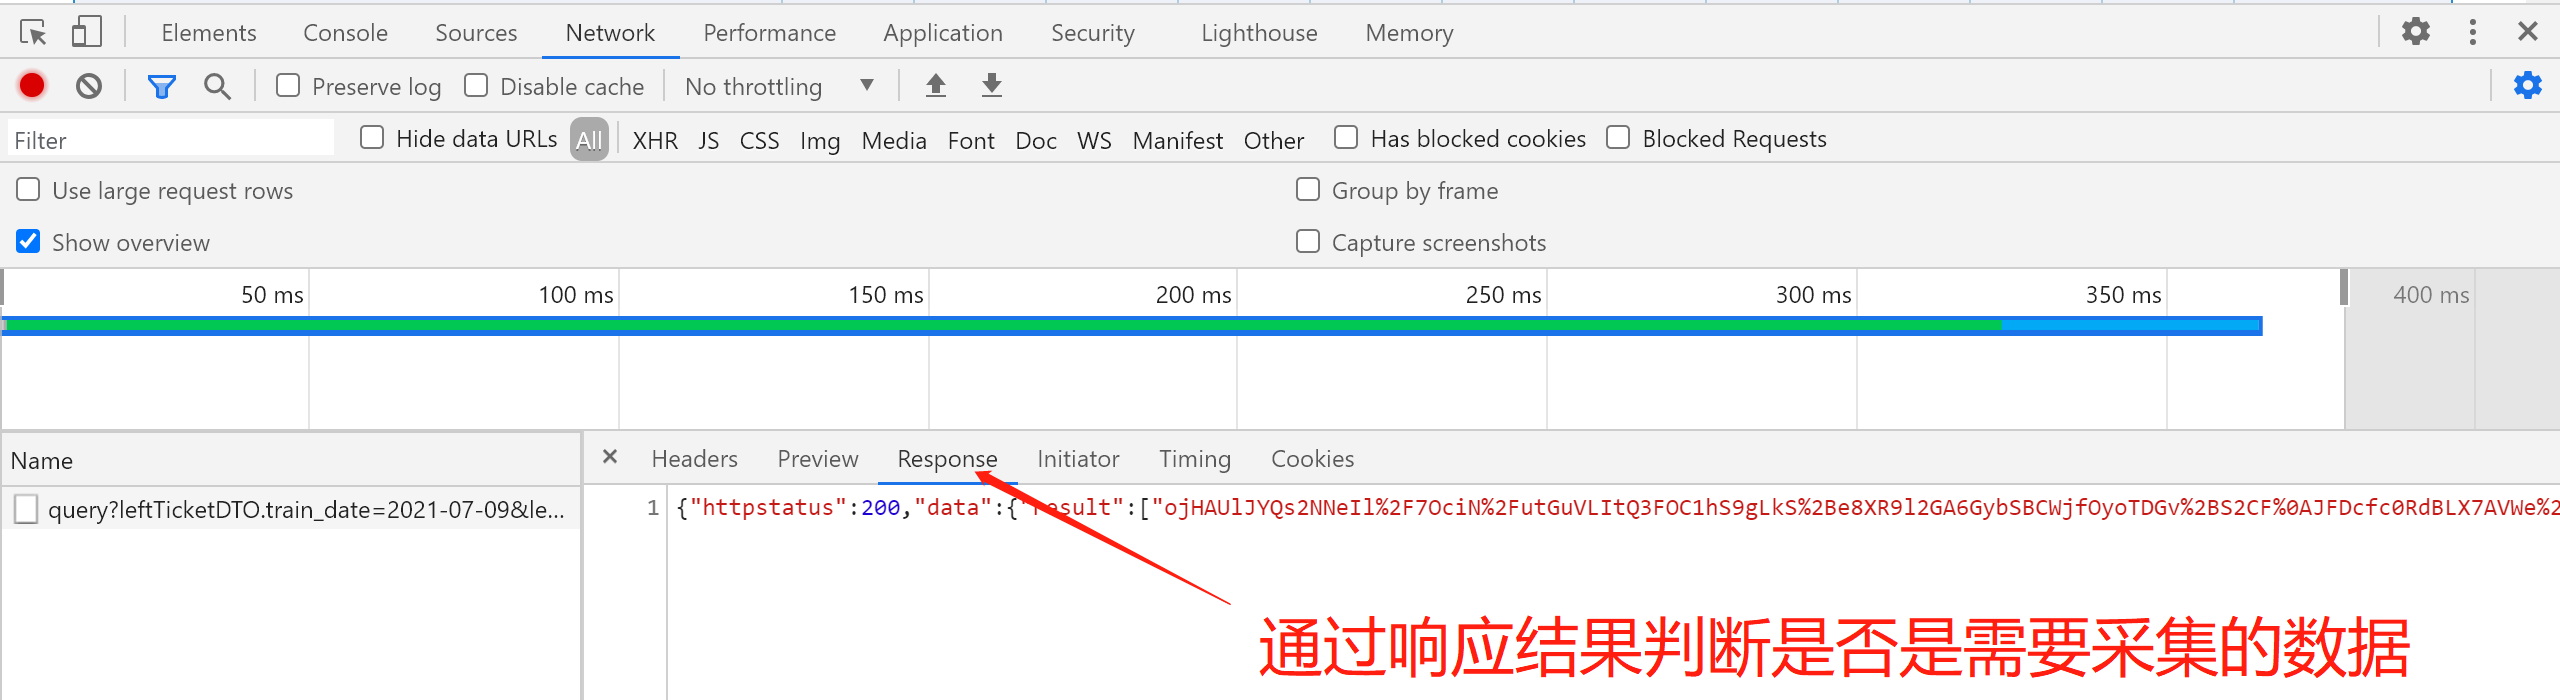 Elements Console Sources Network Performance Application Security Lighthouse Memory
Preserve log Disable cache No throttling
Filter Hide data URLs All XHR JS CSS Img Media Font Doc WS Manifest Other Has blocked cookies Blocked Requests
Use large request rows Group by frame
Show overview Capture screenshots
50 ms 100 ms 150 ms 200 ms 250 ms 300 ms 350 ms 400 ms
Name Headers Preview Response Initiator Timing Cookies
query?leftTicketDTO.train_date=2021-07-09&le...
1 {"httpstatus":200,"data":{"result":["ojHAUlJYQs2NNeIl%2F7OciN%2FutGuVLItQ3FOC1hS9gLkS%2Be8XR9l2GA6GybSBCWjfOyoTDGv%2BS2CF%0AJFDcfc0RdBLX7AVWe%2
通过响应结果判断是否是需要采集的数据